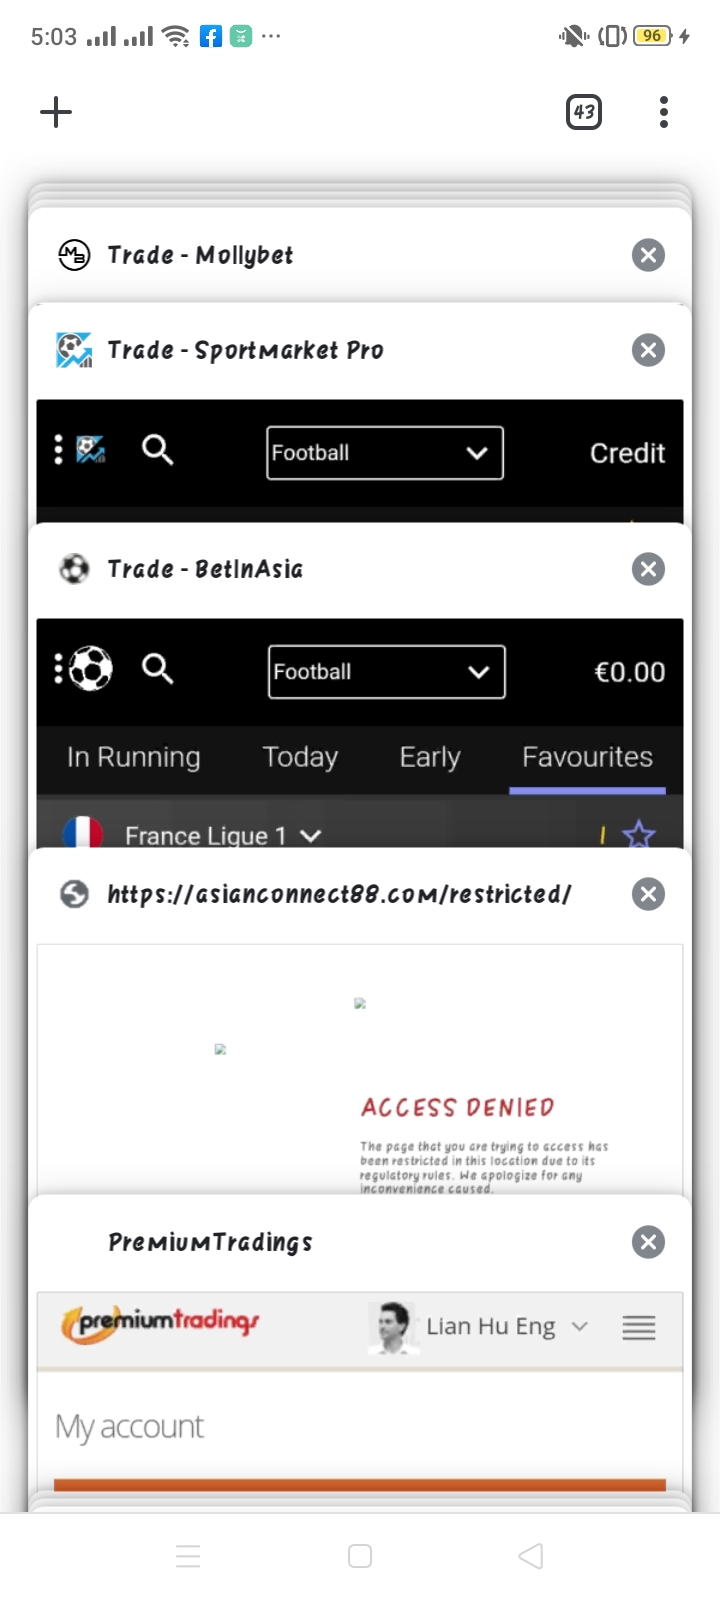 5:03
96
43
Trade - Mollybet
Trade - Sportmarket Pro
Football
Credit
Trade - BetInAsia
Football
€0.00
In Running Today Early Favourites
France Ligue 1
https://asianconnect88.com/restricted/
ACCESS DENIED
The page that you are trying to access has
been restricted in this location due to its
regulatory rules. We apologize for any
inconvenience caused.
PremiumTradings
premiumtradings
Lian Hu Eng
My account